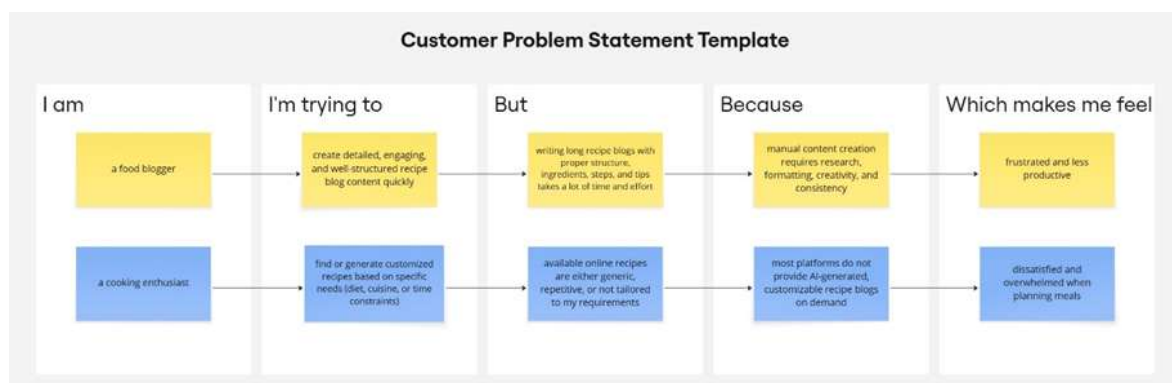 Customer Problem Statement Template
I am
I'm trying to
But
Because
Which makes me feel
a food blogger
create detailed, engaging,
and well-structured recipe
blog content quickly
writing long recipe blogs with
proper structure,
ingredients, steps, and tips
takes a lot of time and effort
manual content creation
requires research,
formatting, creativity, and
consistency
frustrated and less
productive
a cooking enthusiast
find or generate customized
recipes based on specific
needs (diet, cuisine, or time
constraints)
available online recipes
are either generic,
repetitive, or not tailored
to my requirements
most platforms do not
provide AI-generated,
customizable recipe blogs
on demand
dissatisfied and
overwhelmed when
planning meals